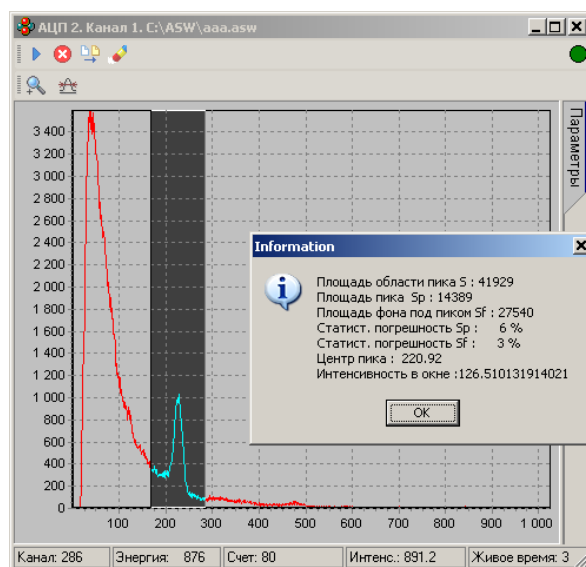 АЦП 2. Канал 1. C:\ASW\aaa.asw
Параметры
3 400
3 200
3 000
2 800
2 600
2 400
2 200
2 000
1 800
1 600
1 400
1 200
1 000
800
600
400
200
0
100 200 300 400 500 600 700 800 900 1 000
Information
Площадь области пика S : 41929
Площадь пика Sp : 14389
Площадь фона под пиком Sf : 27540
Статист. погрешность Sp : 6 %
Статист. погрешность Sf : 3 %
Центр пика : 220.92
Интенсивность в окне :126.510131914021
OK
Канал: 286 Энергия: 876 Счет: 80 Интенс.: 891.2 Живое время: 3